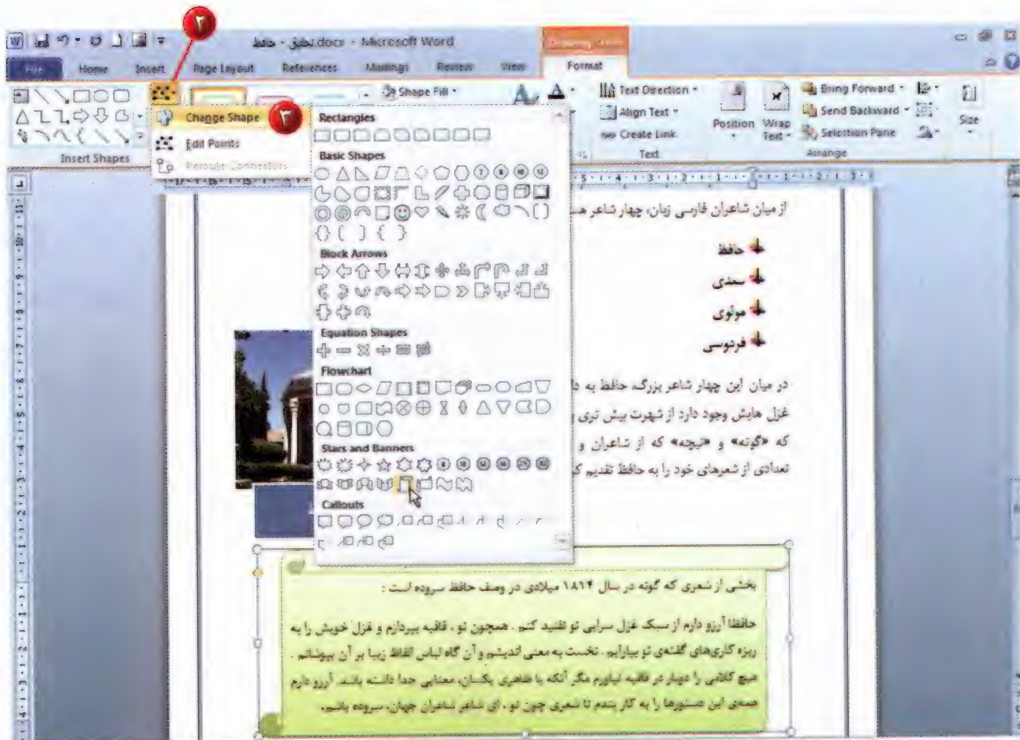 ۲
تحقیق - حافظ.docx - Microsoft Word
File Home Insert Page Layout References Mailings Review View Format
Change Shape ۳
Edit Points
Reroute Connectors
Insert Shapes
Shape Fill
Text Direction
Align Text
Create Link
Text
Position
Wrap Text
Bring Forward
Send Backward
Selection Pane
Arrange
Size
Rectangles
Basic Shapes
Block Arrows
Equation Shapes
Flowchart
Stars and Banners
Callouts
از میان شاعران فارسی زبان، چهار شاعر
حافظ
سعدی
مولوی
فردوسی
در میان این چهار شاعر بزرگ، حافظ به
غزل هایش وجود دارد از شهرت بیش تری
که «گوته» و «نیچه» که از شاعران و
تعدادی از شعرهای خود را به حافظ تقدیم
بخشی از شعری که گوته در سال ۱۸۱۴ میلادی در وصف حافظ سروده است :
حافظا آرزو دارم از سبک غزل سرایی تو تقلید کنم . همچون تو ، قافیه بپردازم و غزل خویش را به
ریزه کاری‌های گفته‌ی تو بیارایم . نخست به معنی اندیشم و آن گاه لباس الفاظ زیبا بر آن بپوشانم .
هیچ کلامی را دوبار در قافیه نیاورم مگر آنکه با ظاهری یکسان، معنایی جدا داشته باشد. آرزو دارم
همه‌ی این دستورها را به کار بندم تا شعری چون تو ، ای شاعر شاعران جهان، سروده باشم.